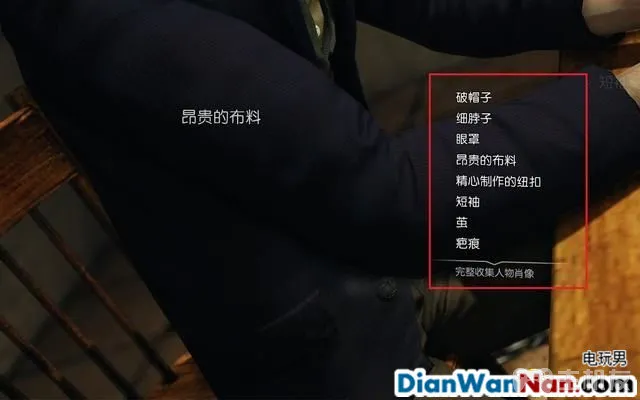 昂贵的布料
短袖
破帽子
细脖子
眼罩
昂贵的布料
精心制作的纽扣
短袖
茧
疤痕
完整收集人物肖像
电玩男
DianWanNan.com